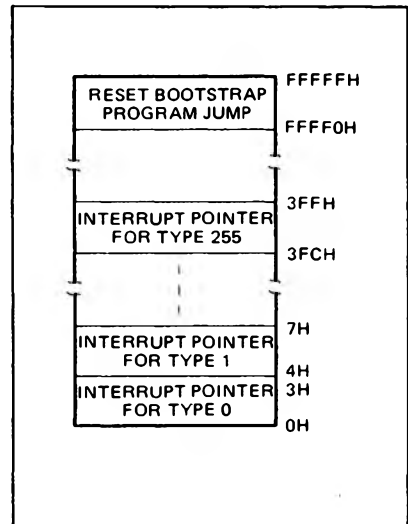 RESET BOOTSTRAP
PROGRAM JUMP
FFFFFH
FFFF0H
INTERRUPT POINTER
FOR TYPE 255
3FFH
3FCH
INTERRUPT POINTER
FOR TYPE 1
7H
4H
INTERRUPT POINTER
FOR TYPE 0
3H
0H